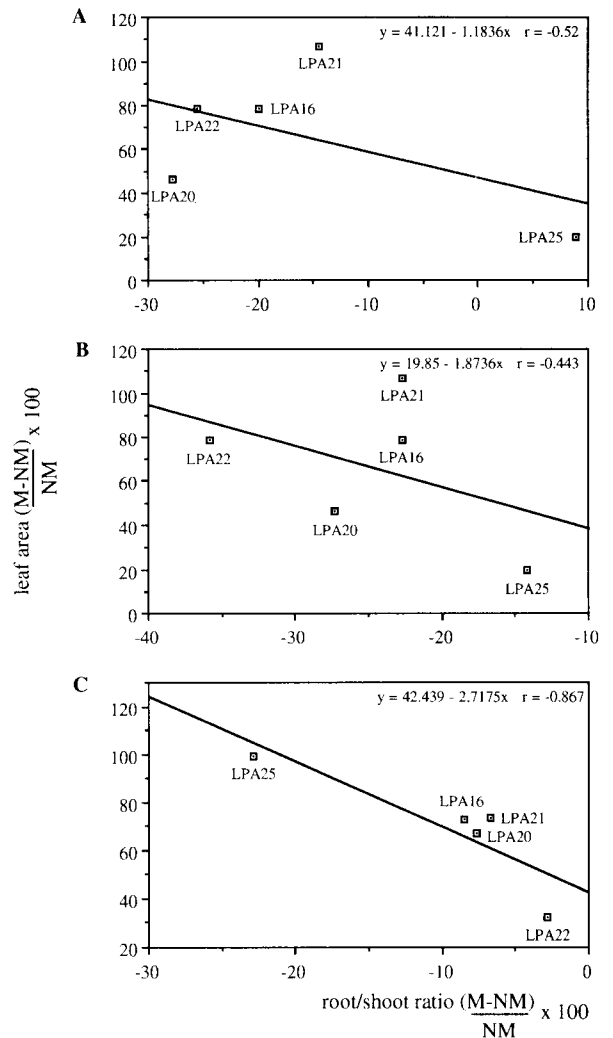 A
y = 41.121 - 1.1836x r = -0.52
120
100
80
60
40
20
0
LPA21
LPA22
LPA16
LPA20
LPA25
-30
-20
-10
0
10
B
y = 19.85 - 1.8736x r = -0.443
120
100
80
60
40
20
0
LPA21
LPA22
LPA16
LPA20
LPA25
-40
-30
-20
-10
leaf area (M-NM) x 100
NM
C
y = 42.439 - 2.7175x r = -0.867
120
100
80
60
40
20
LPA25
LPA16
LPA21
LPA20
LPA22
-30
-20
-10
0
root/shoot ratio (M-NM) x 100
NM